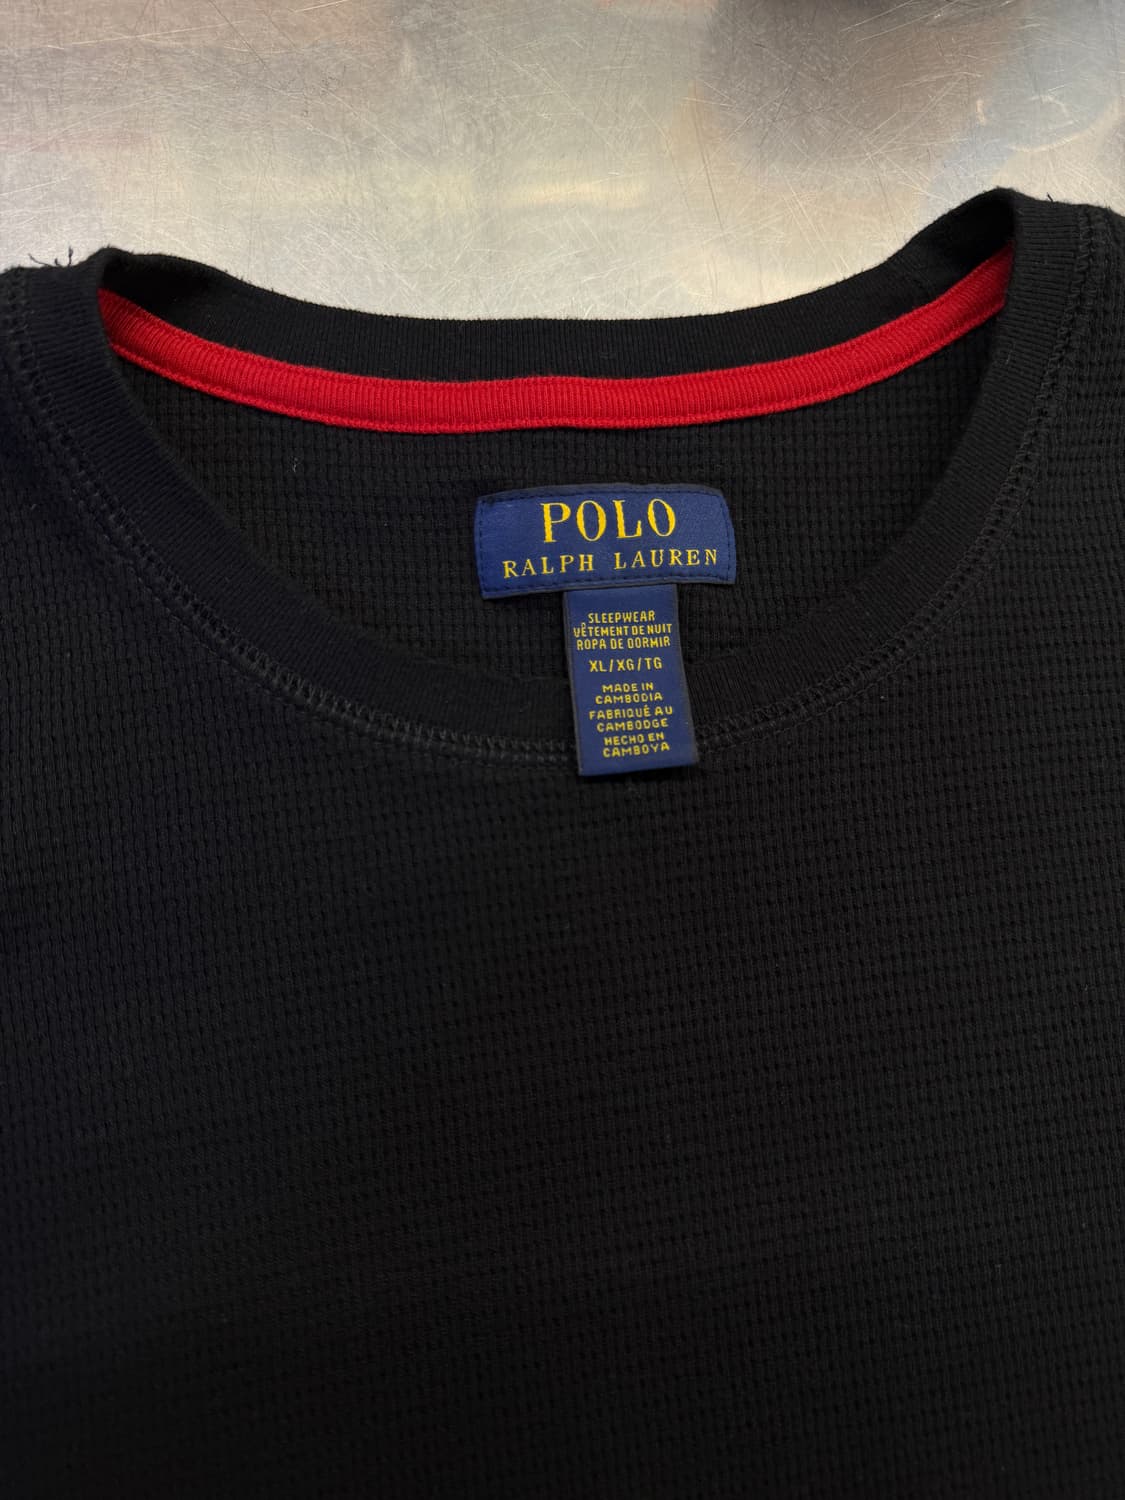 POLO
RALPH LAUREN
SLEEPWEAR
VÊTEMENT DE NUIT
ROPA DE DORMIR
XL/XG/TG
MADE IN
CAMBODIA
FABRIQUÉ AU
CAMBODGE
HECHO EN
CAMBOYA